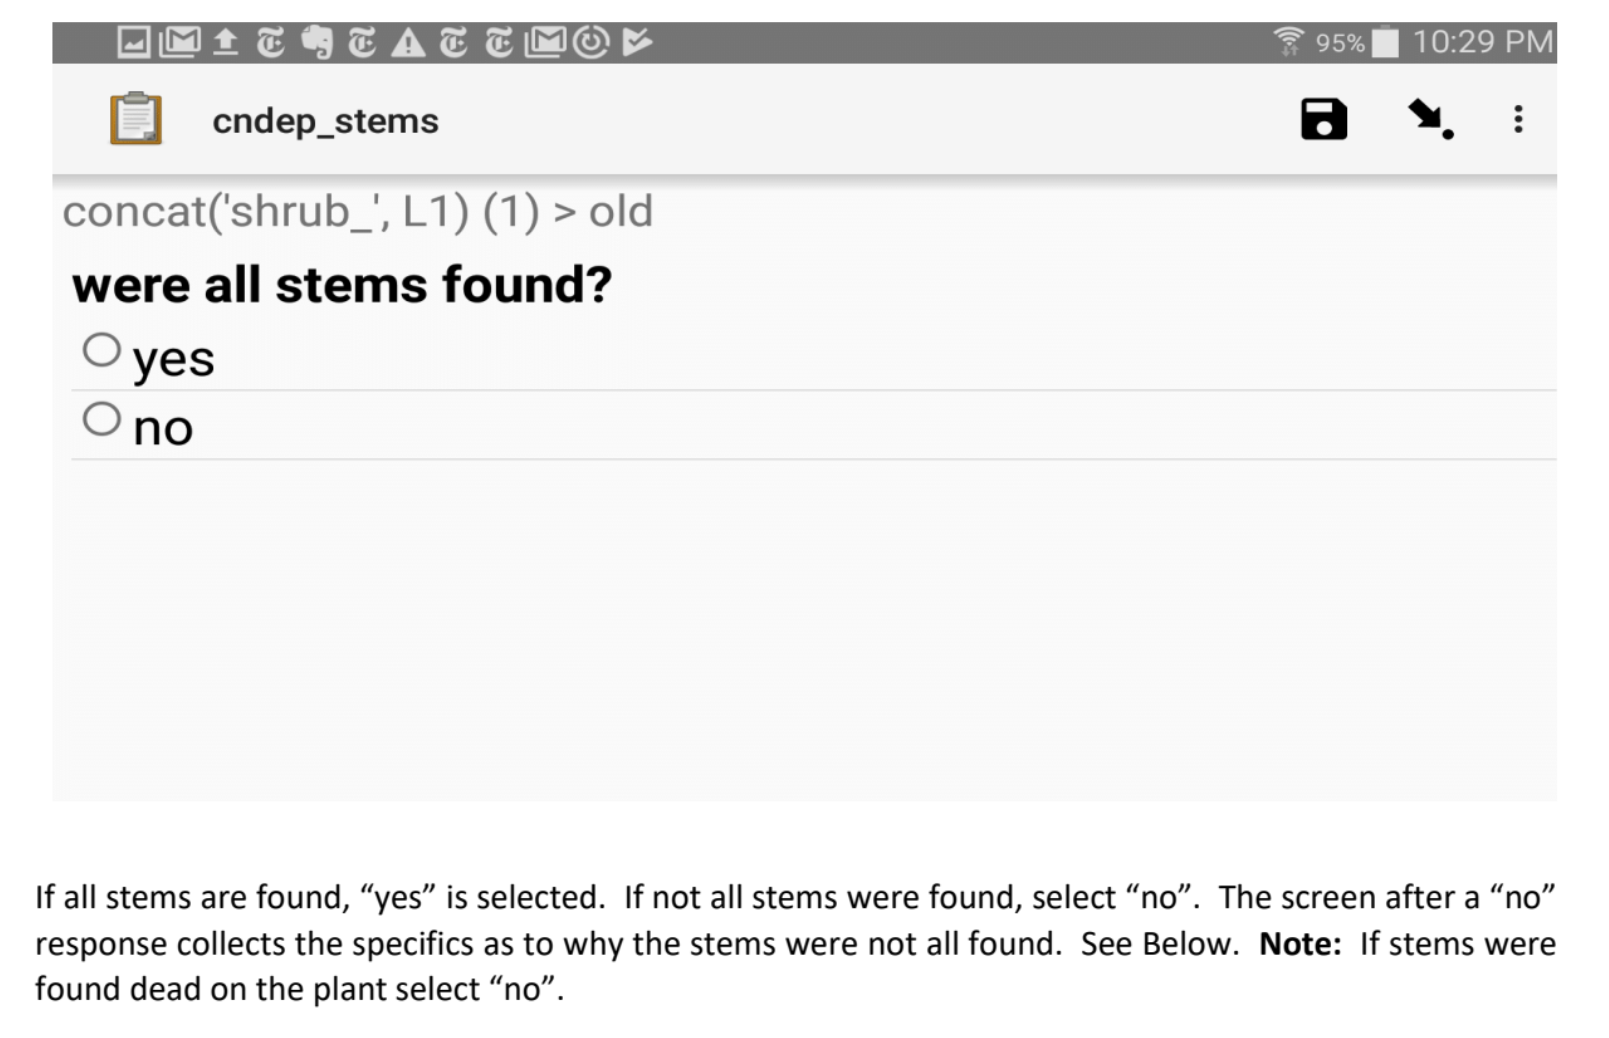 95% 10:29 PM
cndep_stems
concat('shrub_', L1) (1) > old
were all stems found?
yes
no
If all stems are found, “yes” is selected.  If not all stems were found, select “no”.  The screen after a “no”
response collects the specifics as to why the stems were not all found.  See Below.  Note:  If stems were
found dead on the plant select “no”.